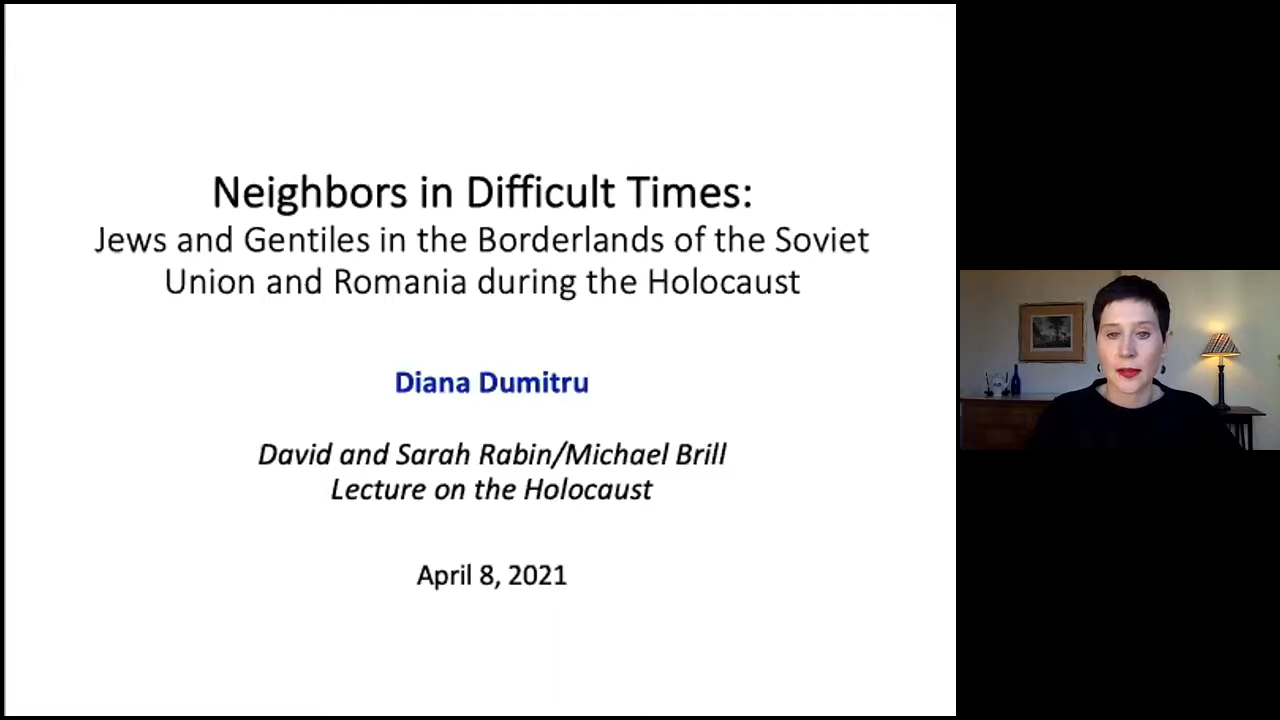 Neighbors in Difficult Times:
Jews and Gentiles in the Borderlands of the Soviet
Union and Romania during the Holocaust
Diana Dumitru
David and Sarah Rabin/Michael Brill
Lecture on the Holocaust
April 8, 2021